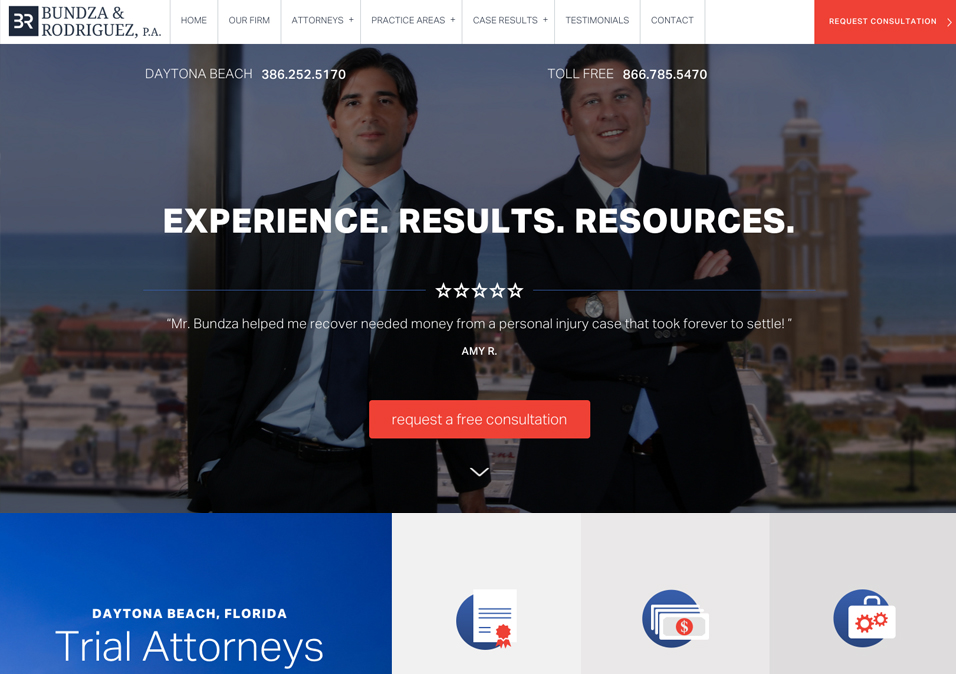 BR
BUNDZA &
RODRIGUEZ, P.A.
HOME
OUR FIRM
ATTORNEYS +
PRACTICE AREAS +
CASE RESULTS +
TESTIMONIALS
CONTACT
REQUEST CONSULTATION
DAYTONA BEACH 386.252.5170
TOLL FREE 866.785.5470
EXPERIENCE. RESULTS. RESOURCES.
“Mr. Bundza helped me recover needed money from a personal injury case that took forever to settle! ”
AMY R.
request a free consultation
DAYTONA BEACH, FLORIDA
Trial Attorneys
$